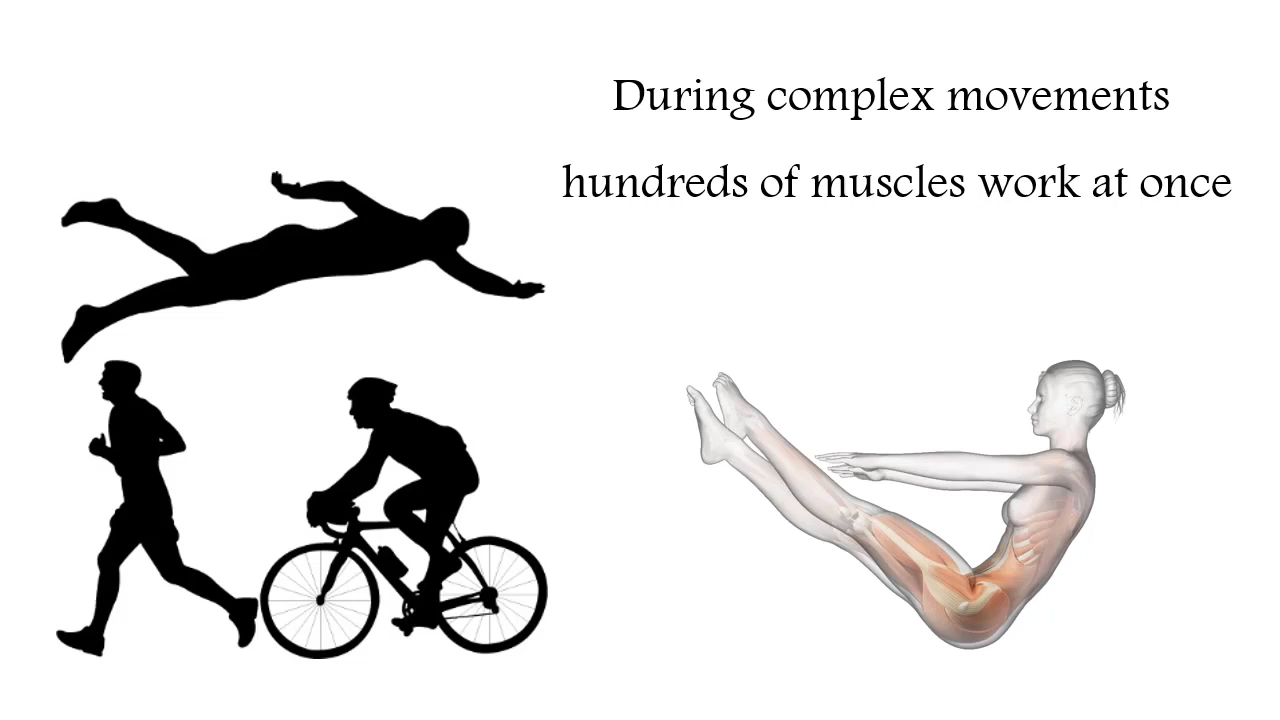 During complex movements
hundreds of muscles work at once